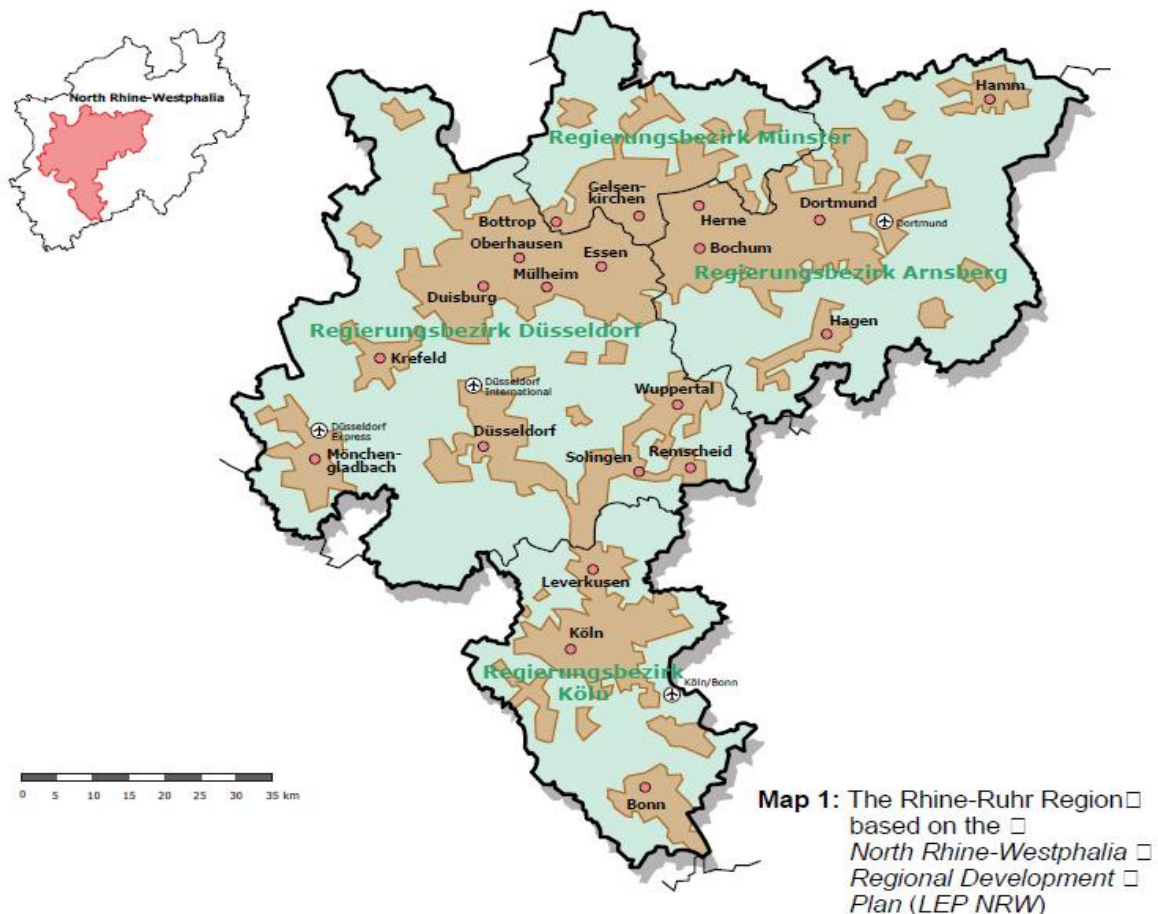 North Rhine-Westphalia
Hamm
Regierungsbezirk Münster
Gelsen-
kirchen
Bottrop
Herne
Dortmund
Dortmund
Oberhausen
Essen
Bochum
Mülheim
Regierungsbezirk Arnsberg
Duisburg
Regierungsbezirk Düsseldorf
Hagen
Krefeld
Düsseldorf
International
Wuppertal
Düsseldorf
Express
Düsseldorf
Mönchen-
gladbach
Solingen
Remscheid
Leverkusen
Köln
Regierungsbezirk
Köln
Köln/Bonn
0 5 10 15 20 25 30 35 km
Bonn
Map 1: The Rhine-Ruhr Region□
based on the □
North Rhine-Westphalia □
Regional Development □
Plan (LEP NRW)